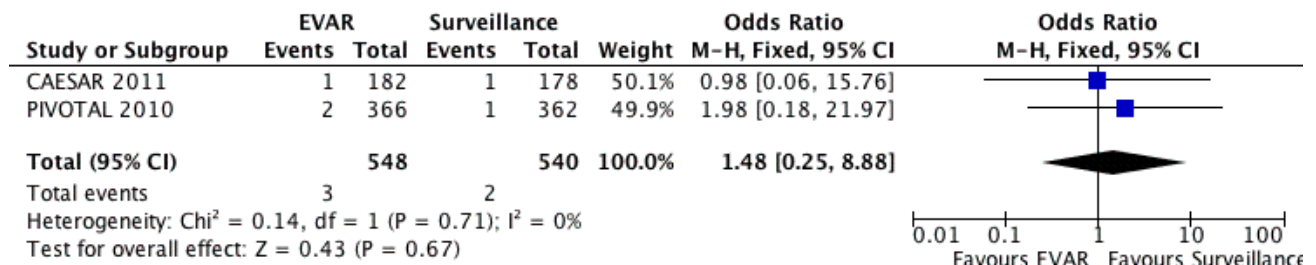 EVAR Surveillance Odds Ratio Odds Ratio
Study or Subgroup Events Total Events Total Weight M-H, Fixed, 95% CI M-H, Fixed, 95% CI
CAESAR 2011 1 182 1 178 50.1% 0.98 [0.06, 15.76]
PIVOTAL 2010 2 366 1 362 49.9% 1.98 [0.18, 21.97]
Total (95% CI) 548 540 100.0% 1.48 [0.25, 8.88]
Total events 3 2
Heterogeneity: Chi² = 0.14, df = 1 (P = 0.71); I² = 0%
Test for overall effect: Z = 0.43 (P = 0.67)
0.01 0.1 1 10 100
Favours EVAR Favours Surveillance